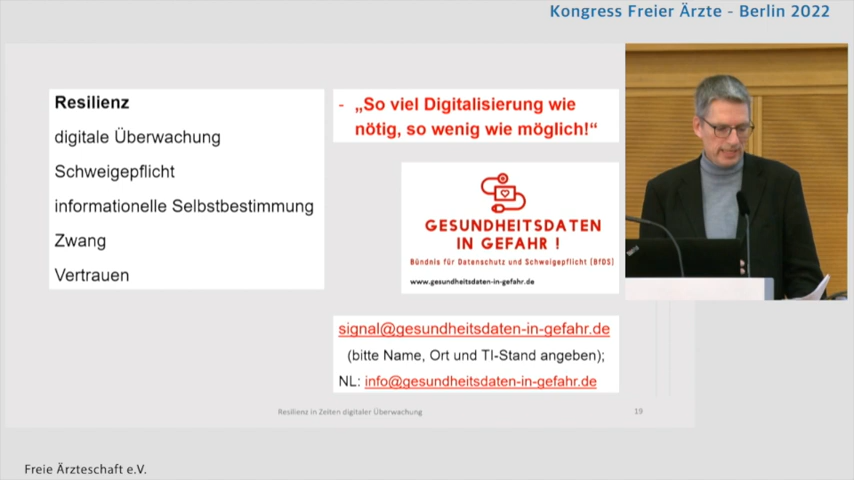 Kongress Freier Ärzte - Berlin 2022
Resilienz
digitale Überwachung
Schweigepflicht
informationelle Selbstbestimmung
Zwang
Vertrauen
- „So viel Digitalisierung wie
nötig, so wenig wie möglich!“
GESUNDHEITSDATEN
IN GEFAHR !
Bündnis für Datenschutz und Schweigepflicht (BfDS)
www.gesundheitsdaten-in-gefahr.de
signal@gesundheitsdaten-in-gefahr.de
(bitte Name, Ort und TI-Stand angeben);
NL: info@gesundheitsdaten-in-gefahr.de
Resilienz in Zeiten digitaler Überwachung
19
Freie Ärzteschaft e.V.